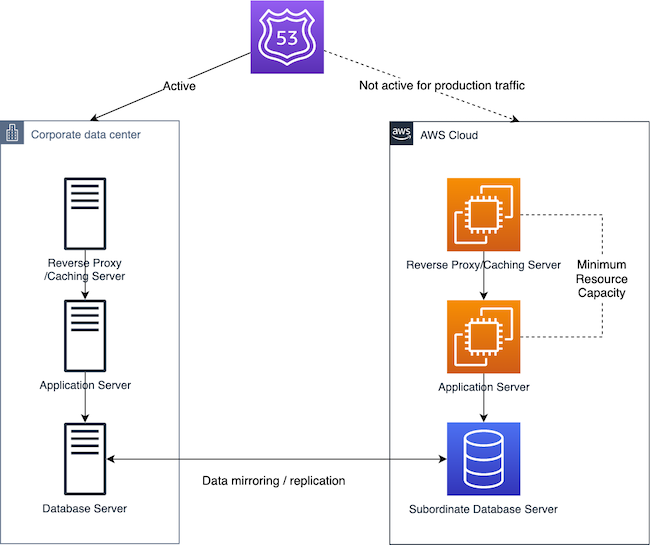 53
Active
Not active for production traffic
Corporate data center
aws
AWS Cloud
Reverse Proxy
/Caching Server
Reverse Proxy/Caching Server
Minimum
Resource
Capacity
Application Server
Application Server
Data mirroring / replication
Database Server
Subordinate Database Server